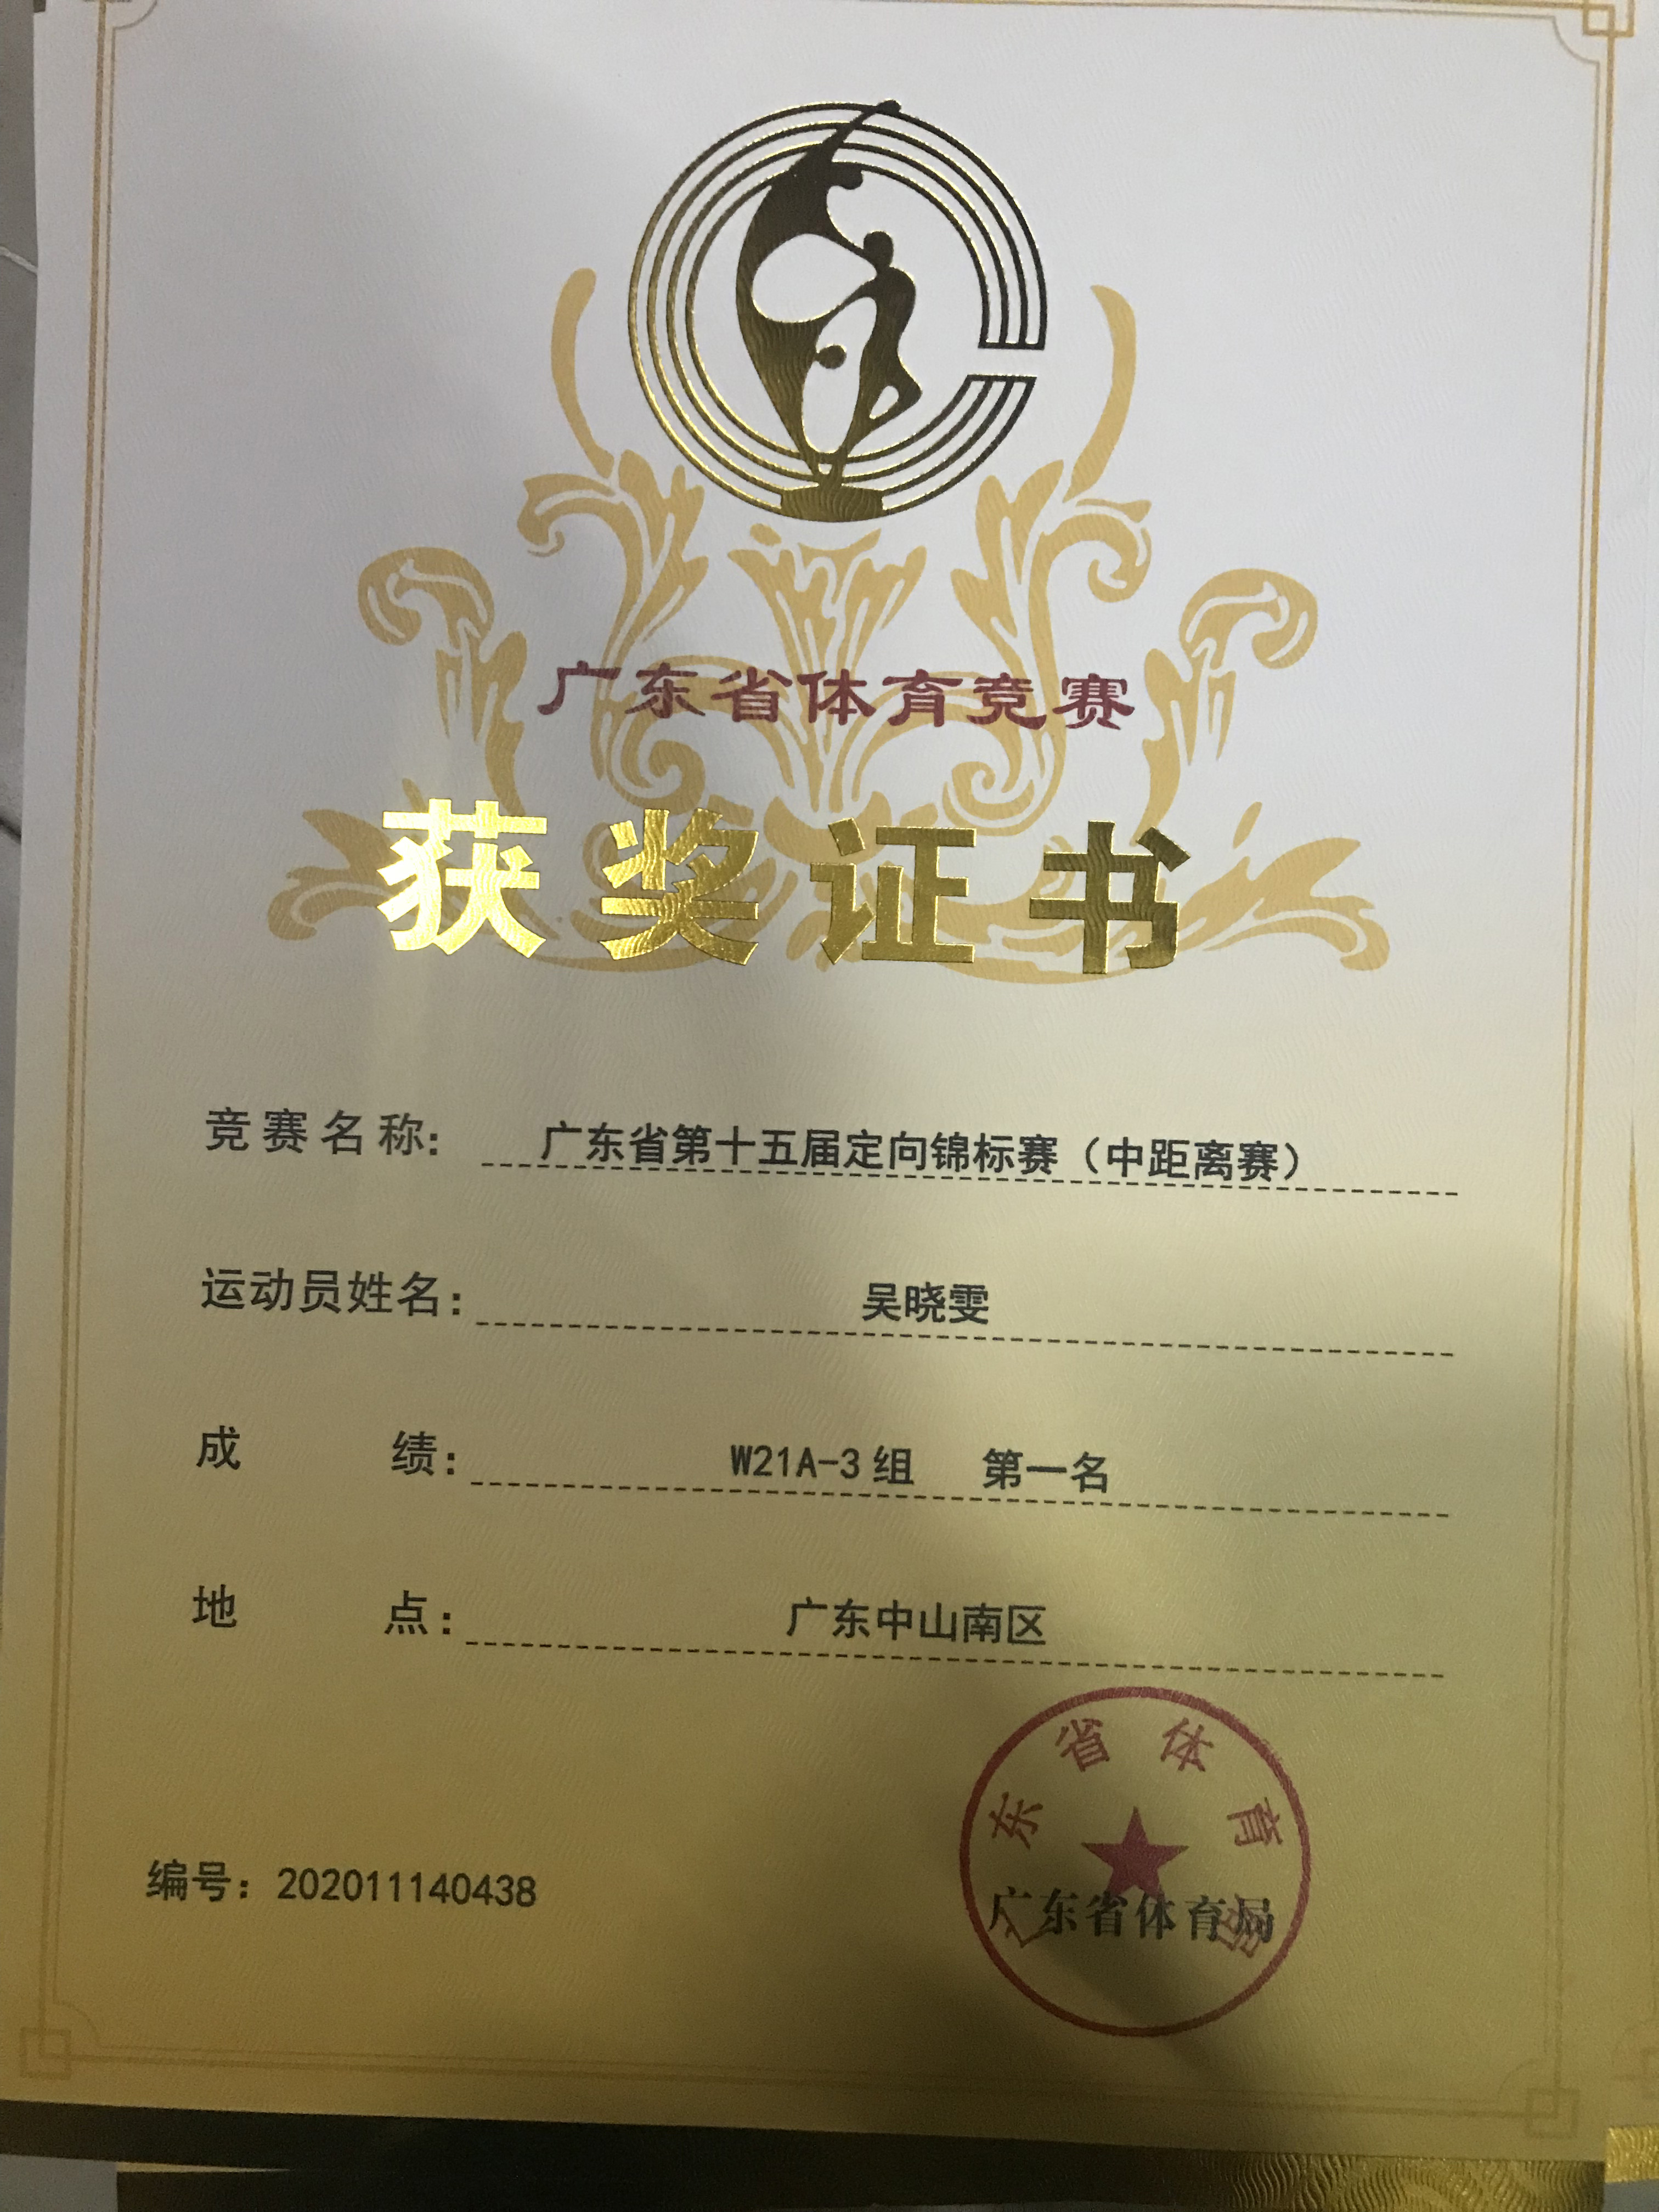 广东省体育竞赛
获奖证书
竞赛名称: 广东省第十五届定向锦标赛（中距离赛）
运动员姓名: 吴晓雯
成绩: W21A-3组 第一名
地点: 广东中山南区
广东省体育局
编号: 202011140438
广东省体育局